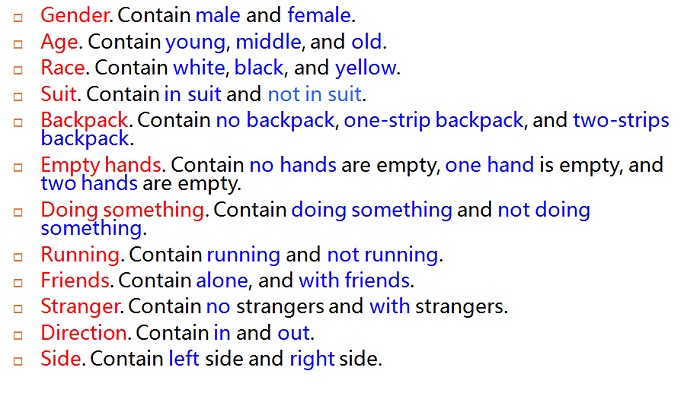 Gender. Contain male and female.
Age. Contain young, middle, and old.
Race. Contain white, black, and yellow.
Suit. Contain in suit and not in suit.
Backpack. Contain no backpack, one-strip backpack, and two-strips
backpack.
Empty hands. Contain no hands are empty, one hand is empty, and
two hands are empty.
Doing something. Contain doing something and not doing
something.
Running. Contain running and not running.
Friends. Contain alone, and with friends.
Stranger. Contain no strangers and with strangers.
Direction. Contain in and out.
Side. Contain left side and right side.